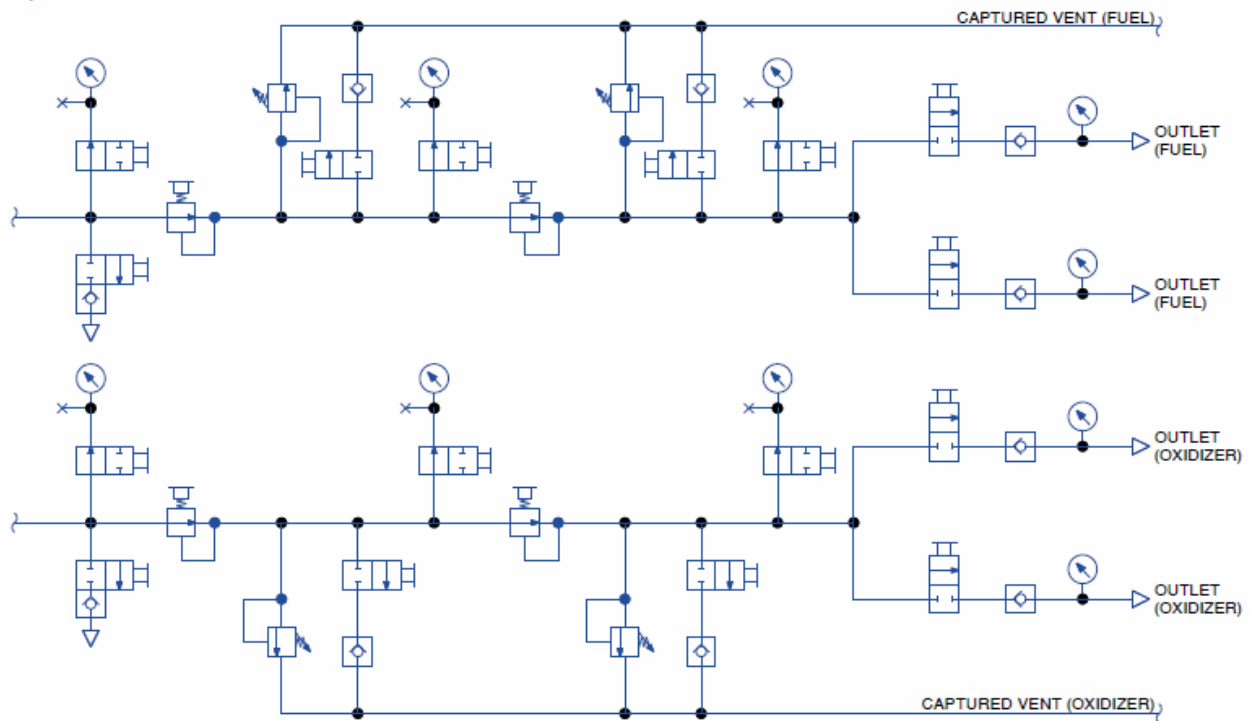 CAPTURED VENT (FUEL)
OUTLET
(FUEL)
OUTLET
(FUEL)
OUTLET
(OXIDIZER)
OUTLET
(OXIDIZER)
CAPTURED VENT (OXIDIZER)